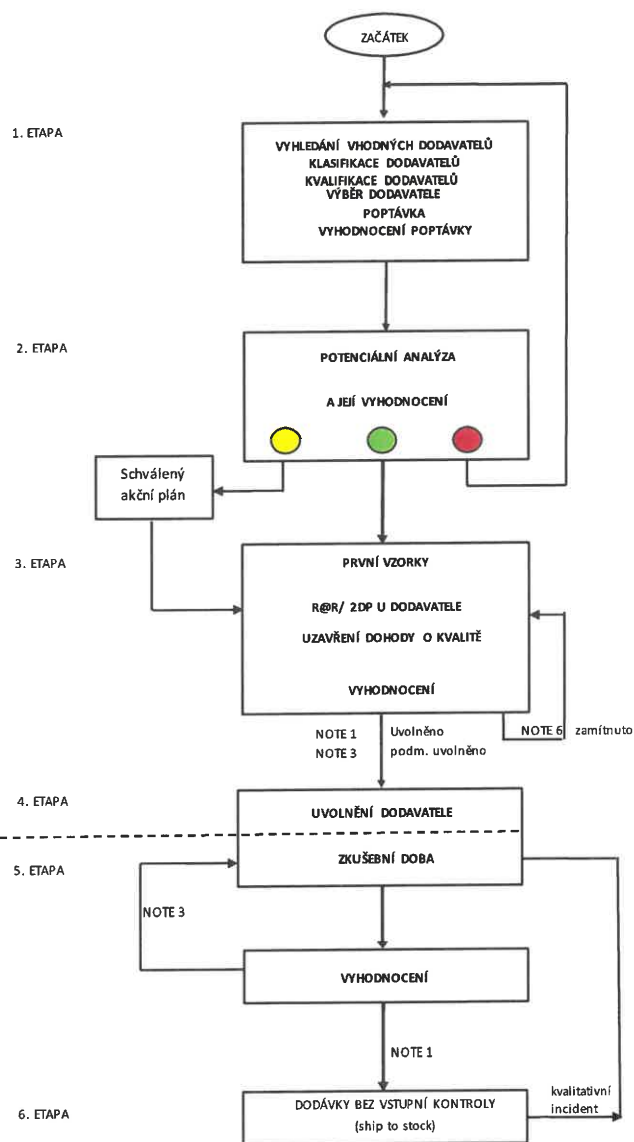 ZAČÁTEK
1. ETAPA
VYHLEDÁNÍ VHODNÝCH DODAVATELŮ
KLASIFIKACE DODAVATELŮ
KVALIFIKACE DODAVATELŮ
VÝBĚR DODAVATELE
POPTÁVKA
VYHODNOCENÍ POPTÁVKY
2. ETAPA
POTENCIÁLNÍ ANALÝZA
A JEJÍ VYHODNOCENÍ
Schválený
akční plán
3. ETAPA
PRVNÍ VZORKY
R@R/ 2DP U DODAVATELE
UZAVŘENÍ DOHODY O KVALITĚ
VYHODNOCENÍ
NOTE 1 Uvolněno
NOTE 3 podm. uvolněno
NOTE 6 zamítnuto
4. ETAPA
UVOLNĚNÍ DODAVATELE
5. ETAPA
ZKUŠEBNÍ DOBA
NOTE 3
VYHODNOCENÍ
NOTE 1
6. ETAPA
DODÁVKY BEZ VSTUPNÍ KONTROLY
(ship to stock)
kvalitativní
incident